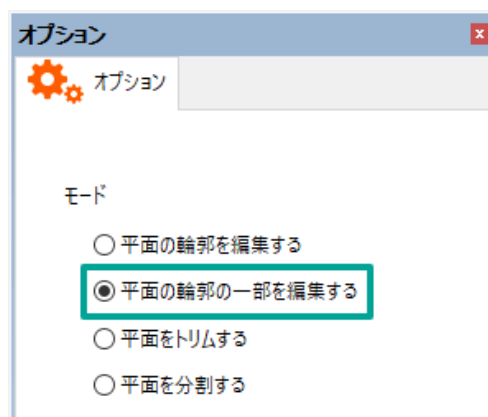 オプション
オプション
モード
平面の輪郭を編集する
平面の輪郭の一部を編集する
平面をトリムする
平面を分割する